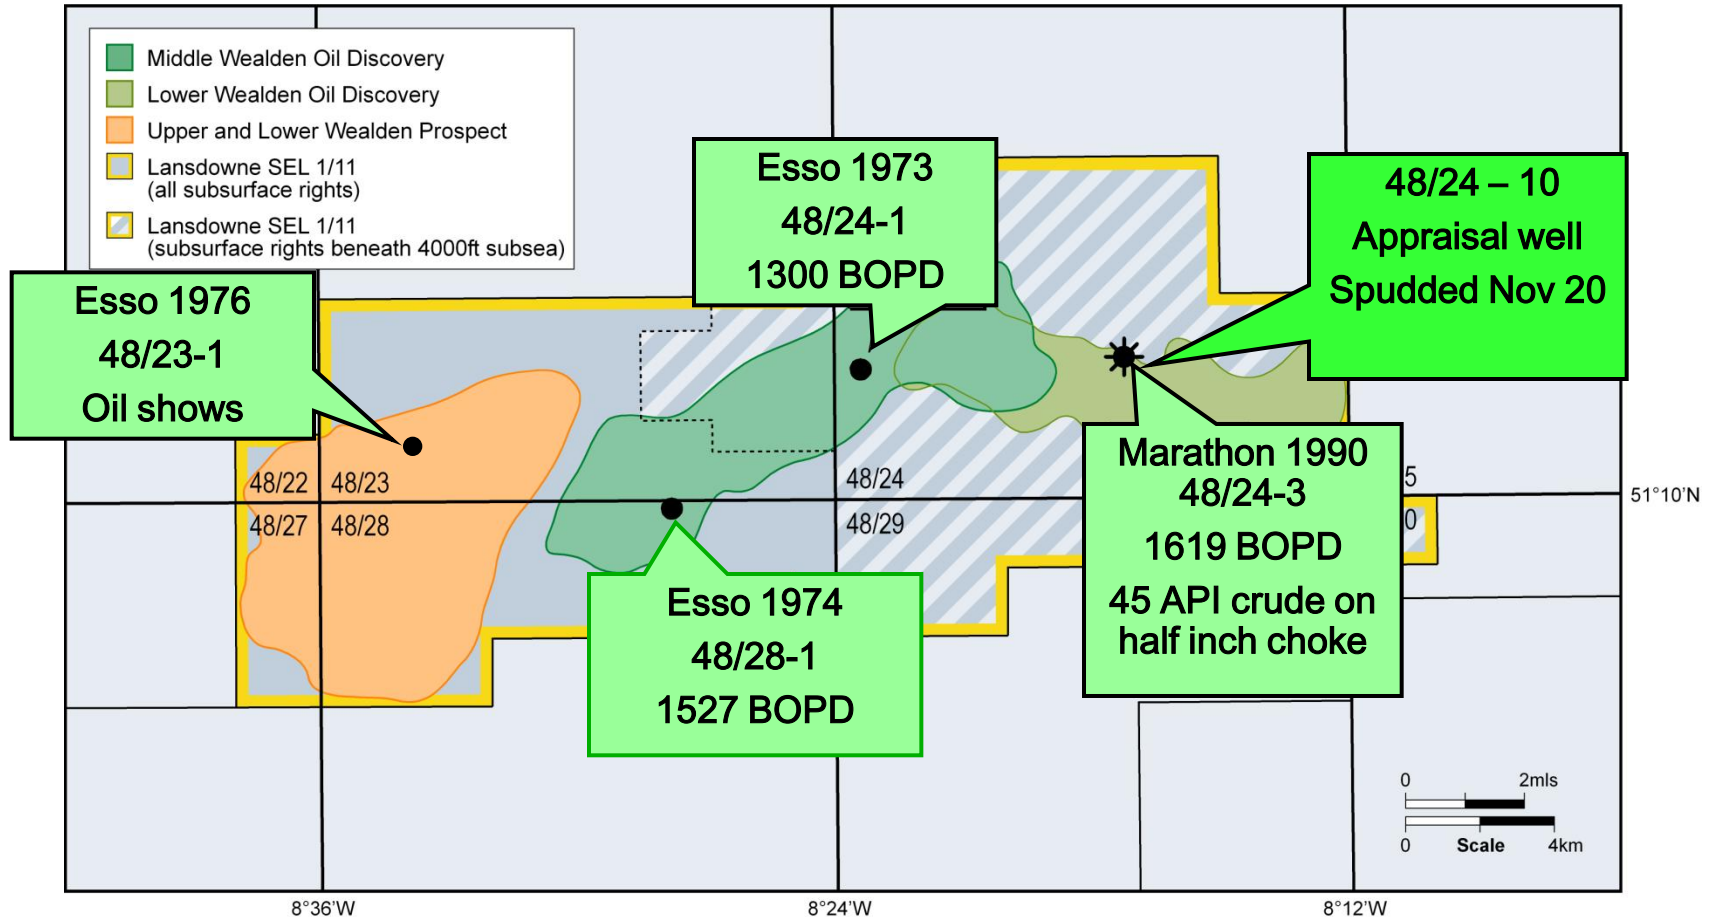 Middle Wealden Oil Discovery
Lower Wealden Oil Discovery
Upper and Lower Wealden Prospect
Lansdowne SEL 1/11
(all subsurface rights)
Lansdowne SEL 1/11
(subsurface rights beneath 4000ft subsea)
Esso 1973
48/24-1
1300 BOPD
48/24 – 10
Appraisal well
Spudded Nov 20
Esso 1976
48/23-1
Oil shows
48/22
48/23
48/27
48/28
48/24
48/29
5
0
51°10'N
Marathon 1990
48/24-3
1619 BOPD
45 API crude on
half inch choke
Esso 1974
48/28-1
1527 BOPD
0
2mls
0
Scale
4km
8°36'W
8°24'W
8°12'W